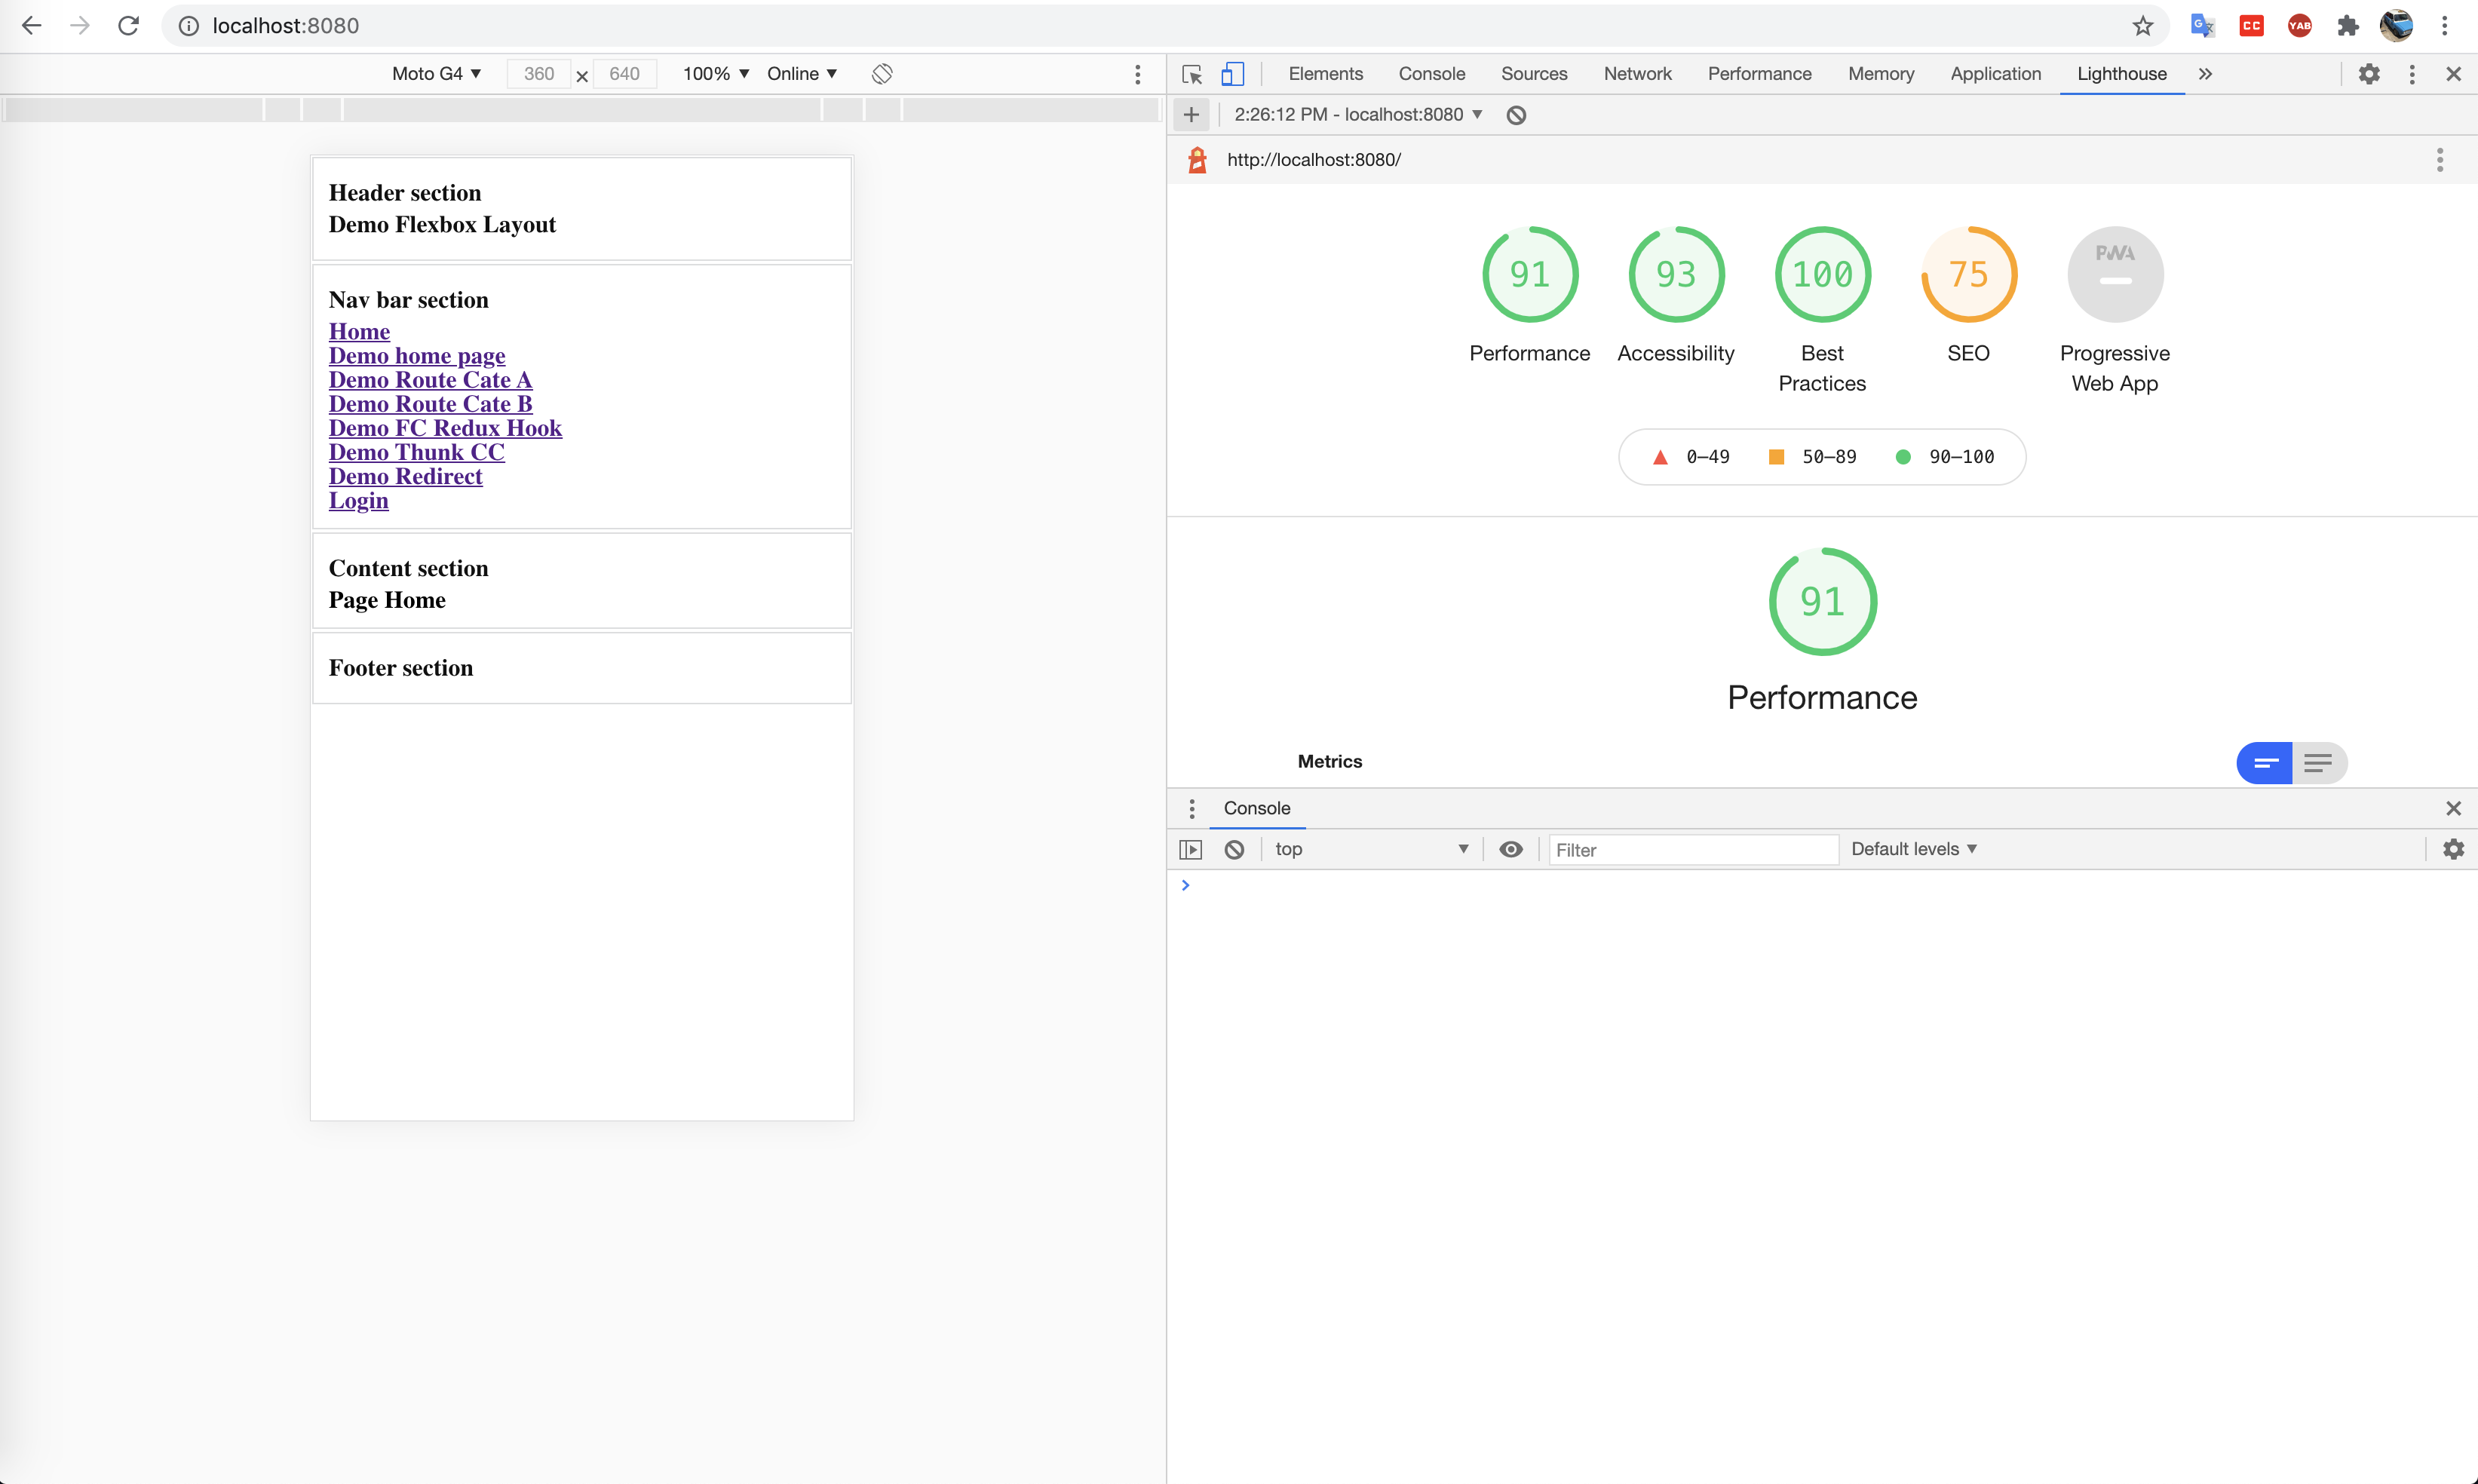 localhost:8080
Moto G4 ▼ 360 × 640 100% ▼ Online ▼
Elements Console Sources Network Performance Memory Application Lighthouse »
2:26:12 PM - localhost:8080 ▼
http://localhost:8080/
Header section
Demo Flexbox Layout
Nav bar section
Home
Demo home page
Demo Route Cate A
Demo Route Cate B
Demo FC Redux Hook
Demo Thunk CC
Demo Redirect
Login
Content section
Page Home
Footer section
91 93 100 75 PWA
Performance Accessibility Best Practices SEO Progressive Web App
0–49 50–89 90–100
91
Performance
Metrics
Console
top ▼ Filter Default levels ▼
CC
YAB
G